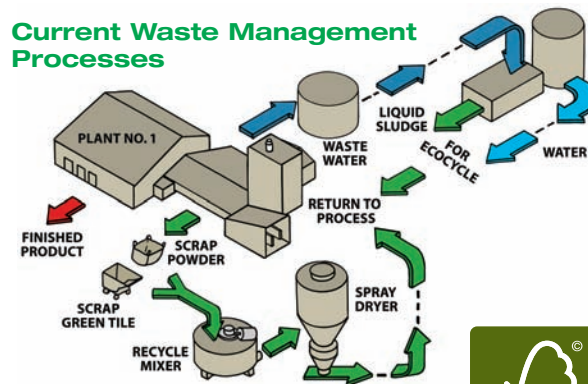 Current Waste Management
Processes
PLANT NO. 1
WASTE
WATER
LIQUID
SLUDGE
FOR
ECOCYCLE
WATER
RETURN TO
PROCESS
FINISHED
PRODUCT
SCRAP
POWDER
SCRAP
GREEN TILE
RECYCLE
MIXER
SPRAY
DRYER
©